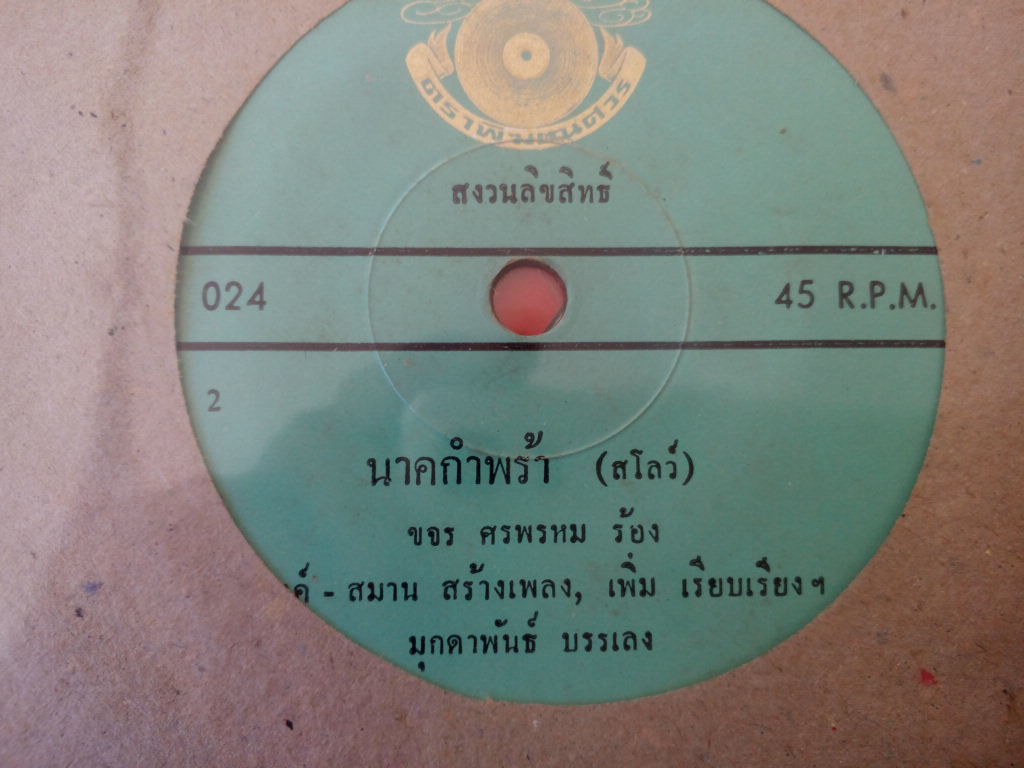 สงวนลิขสิทธิ์
024
45 R.P.M.
2
นาคกำพร้า (สโลว์)
ขจร ศรพรหม ร้อง
- สมาน สร้างเพลง, เพิ่ม เรียบเรียงฯ
มุกดาพันธ์ บรรเลง